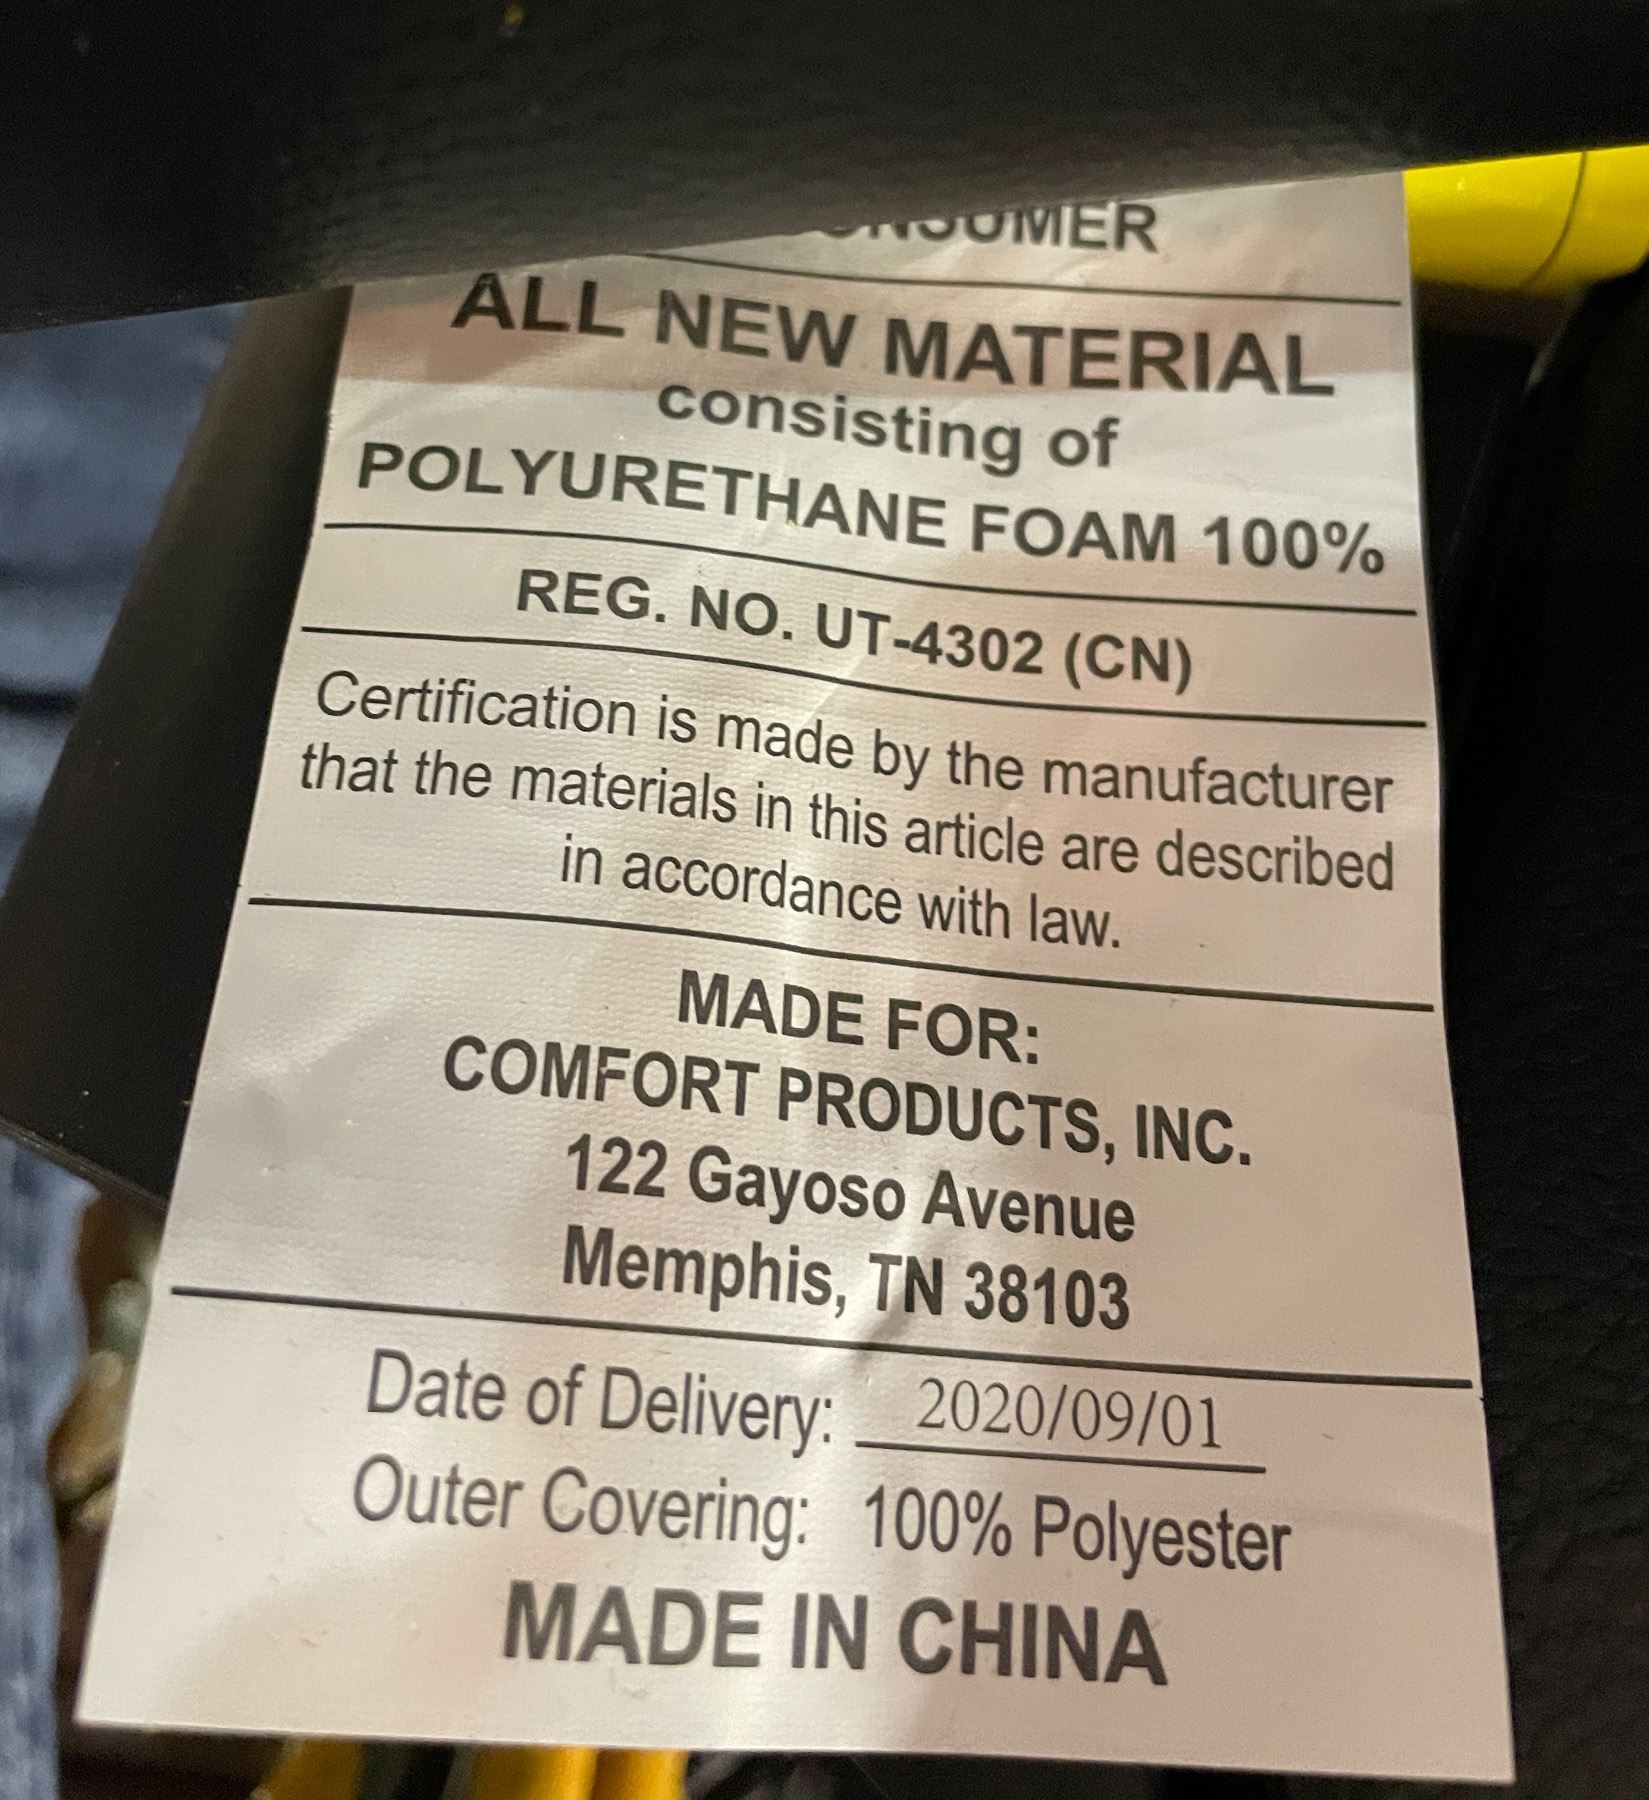 CONSUMER
ALL NEW MATERIAL
consisting of
POLYURETHANE FOAM 100%
REG. NO. UT-4302 (CN)
Certification is made by the manufacturer
that the materials in this article are described
in accordance with law.
MADE FOR:
COMFORT PRODUCTS, INC.
122 Gayoso Avenue
Memphis, TN 38103
Date of Delivery: 2020/09/01
Outer Covering: 100% Polyester
MADE IN CHINA